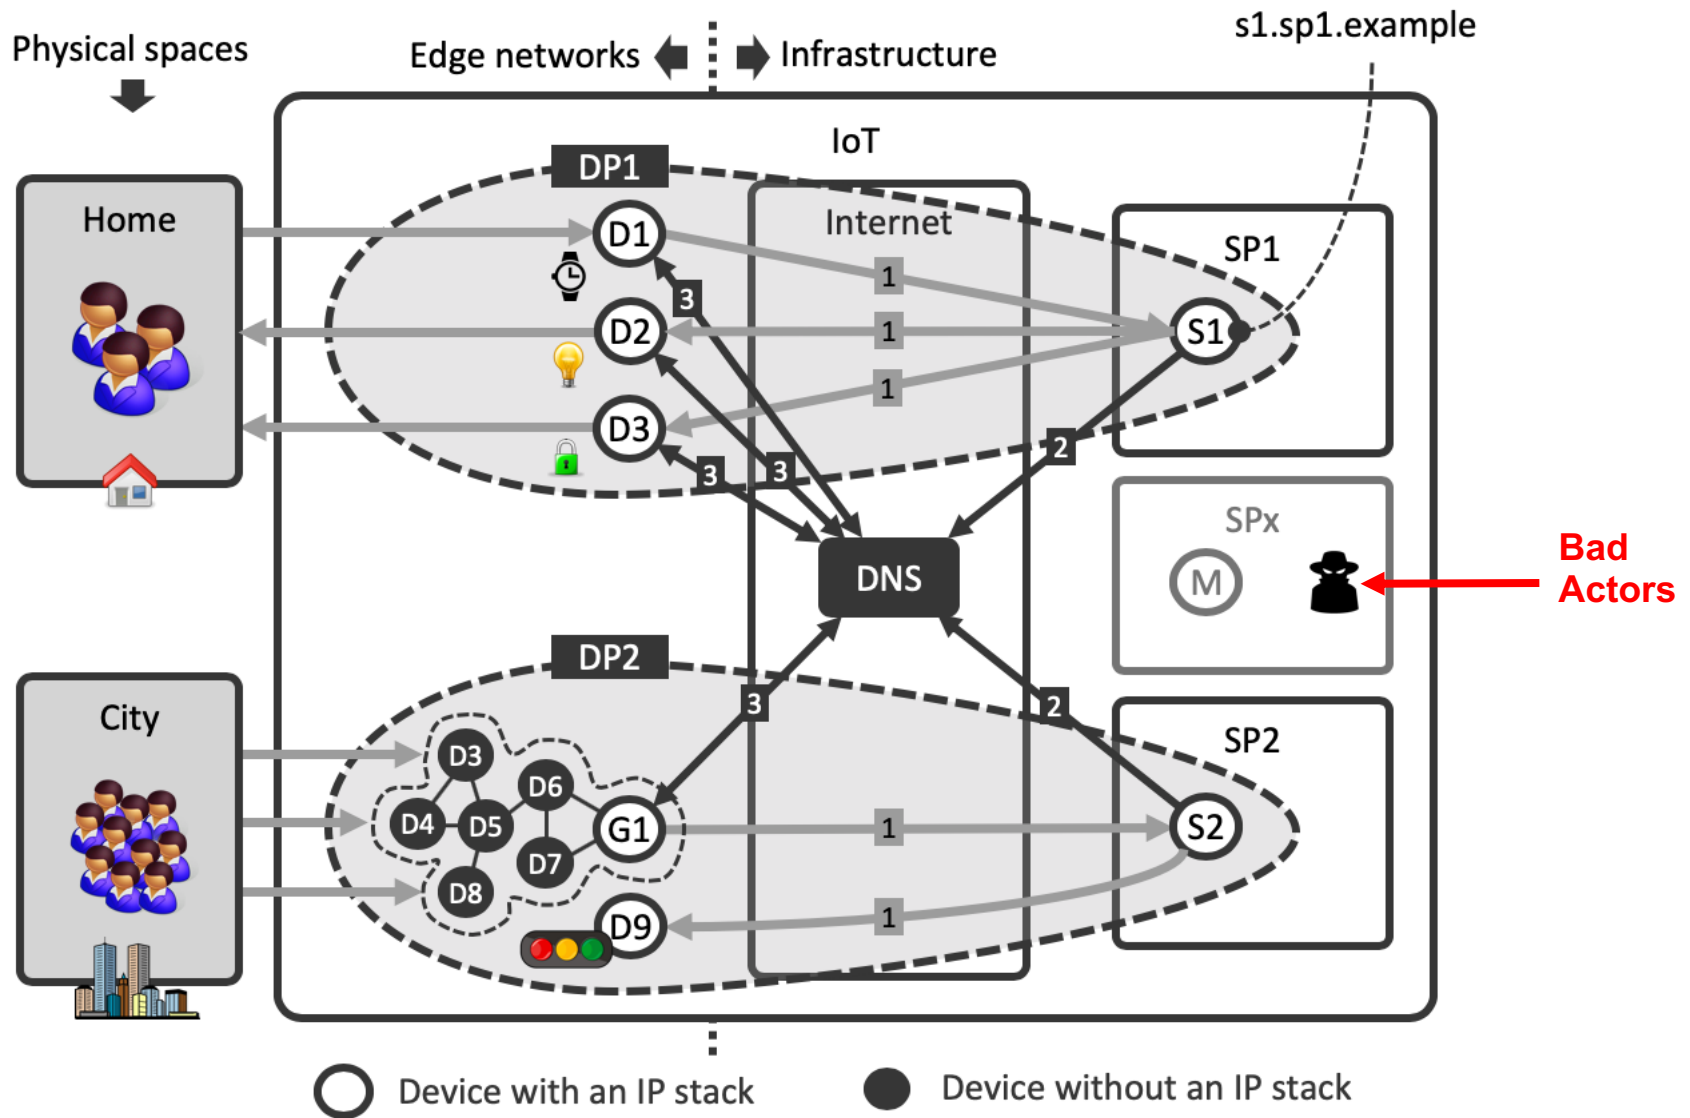 s1.sp1.example
Physical spaces
Edge networks
Infrastructure
IoT
DP1
Home
D1
Internet
SP1
1
3
D2
1
S1
1
D3
2
3
3
SPx
DNS
M
Bad
Actors
DP2
3
2
City
SP2
D3
D6
D4
D5
G1
1
S2
D7
D8
1
D9
Device with an IP stack
Device without an IP stack